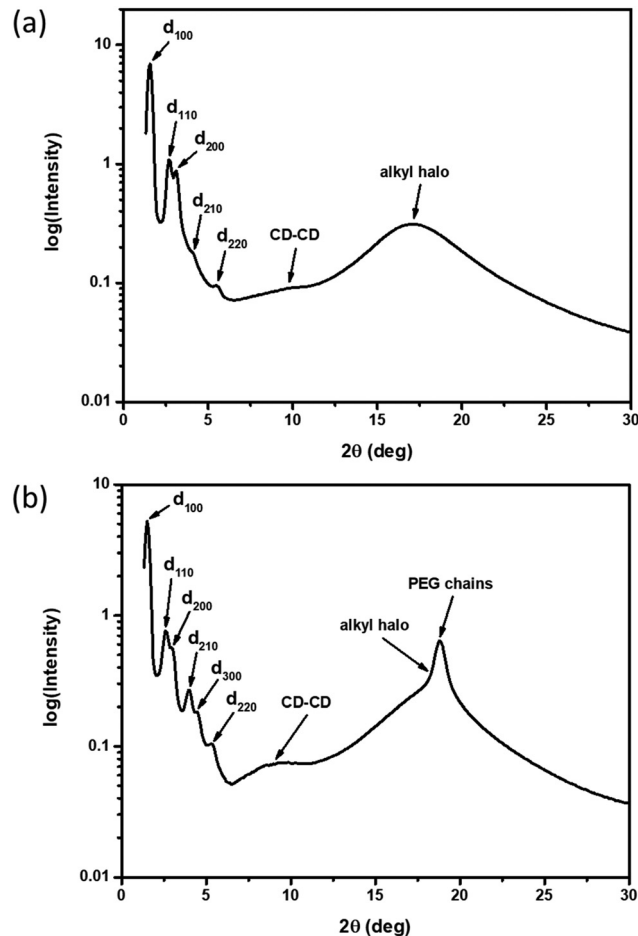 (a)
10
1
0.1
0.01
log(Intensity)
d100
d110
d200
d210
d220
CD-CD
alkyl halo
0 5 10 15 20 25 30
2θ (deg)
(b)
10
1
0.1
0.01
log(Intensity)
d100
d110
d200
d210
d300
d220
CD-CD
alkyl halo
PEG chains
0 5 10 15 20 25 30
2θ (deg)